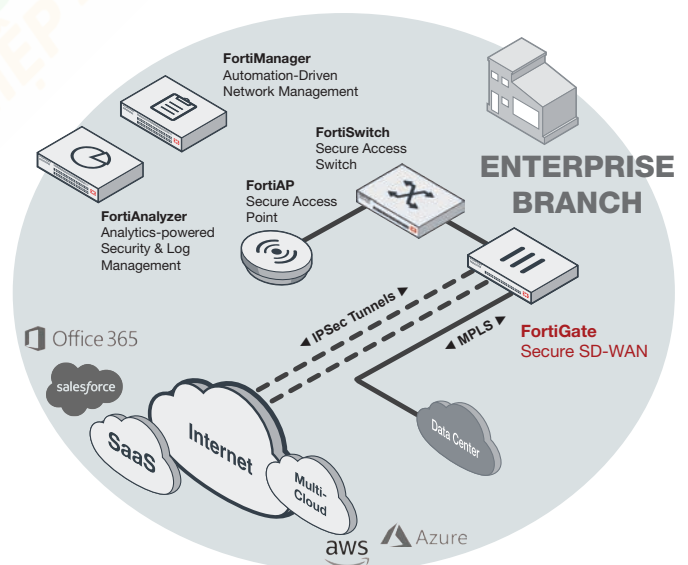 FortiManager
Automation-Driven
Network Management
FortiSwitch
Secure Access
Switch
ENTERPRISE
BRANCH
FortiAP
Secure Access
Point
FortiAnalyzer
Analytics-powered
Security & Log
Management
◄ IPSec Tunnels ►
◄ MPLS ►
FortiGate
Secure SD-WAN
Office 365
salesforce
SaaS
Internet
Multi-
Cloud
Data Center
aws
Azure